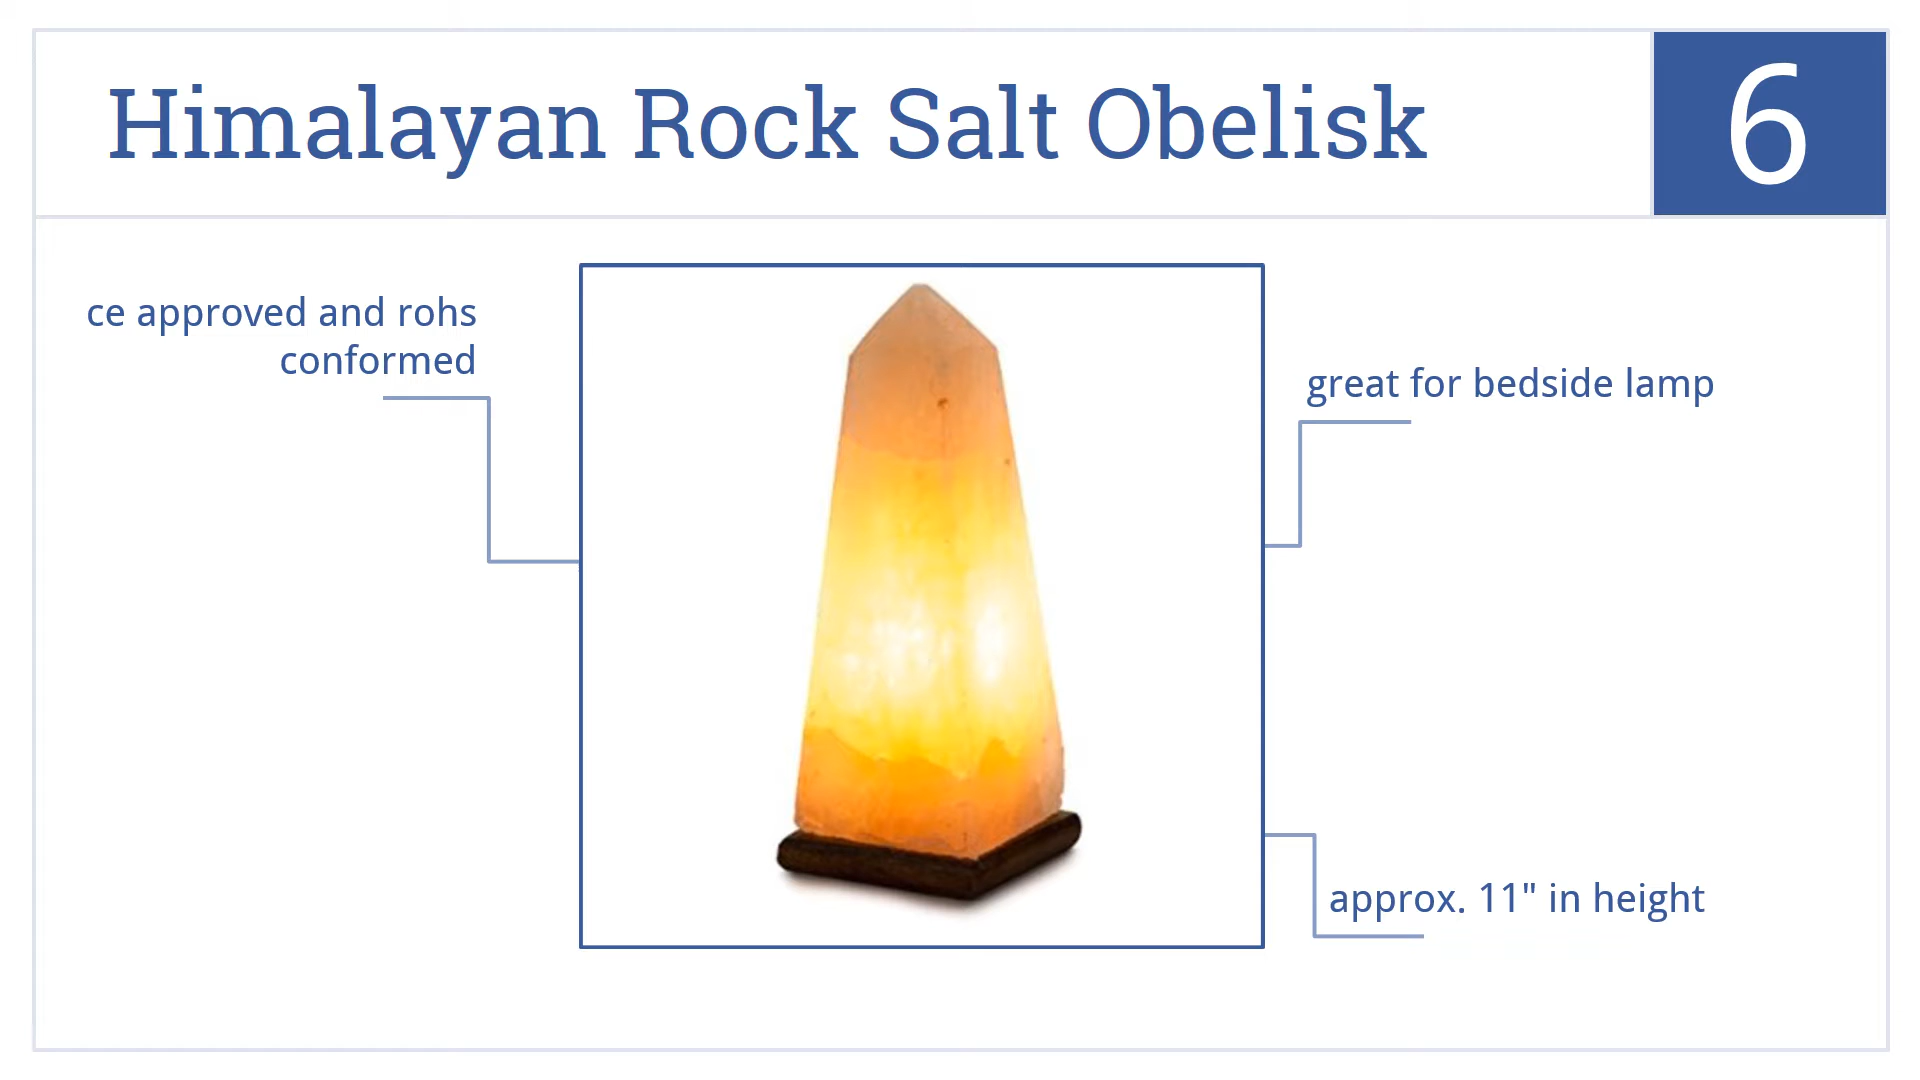 Himalayan Rock Salt Obelisk
6
ce approved and rohs
conformed
great for bedside lamp
approx. 11" in height